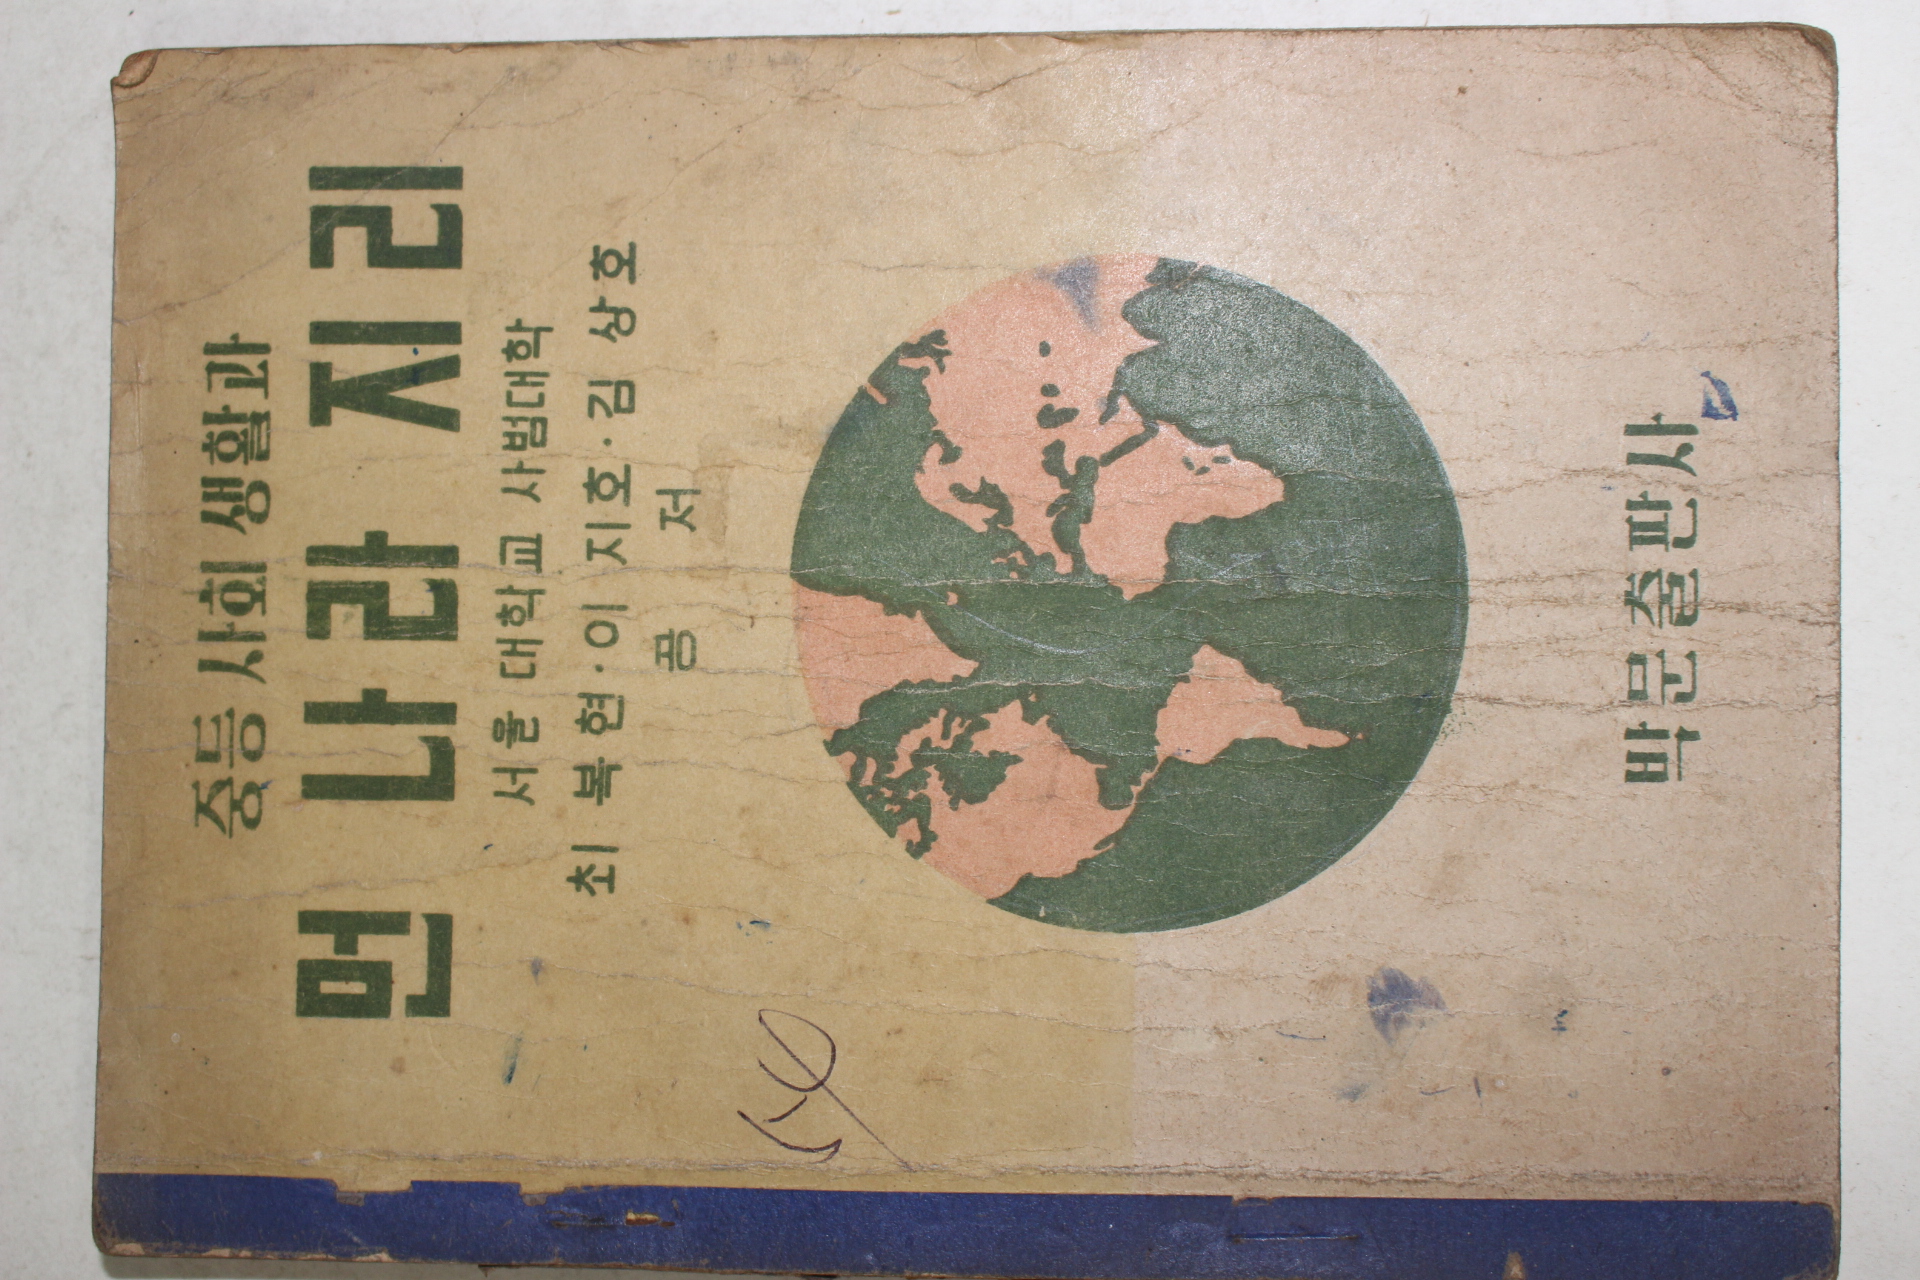 중등 사회 생활과
먼 나라 지리
서울 대학교 사범대학
최 복 현·이 지 호·김 상 호
공 저
박문출판사